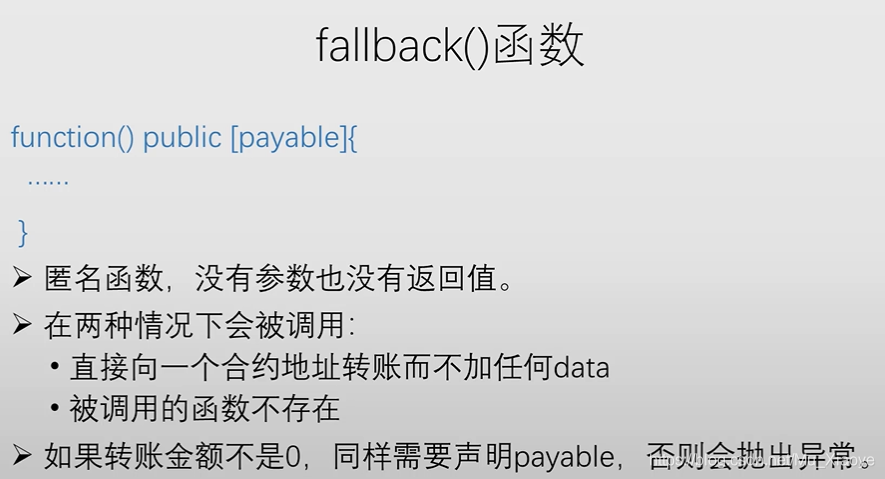 fallback()函数
function() public [payable]{
……
}
➢ 匿名函数，没有参数也没有返回值。
➢ 在两种情况下会被调用：
• 直接向一个合约地址转账而不加任何data
• 被调用的函数不存在
➢ 如果转账金额不是0，同样需要声明payable，否则会抛出异常。